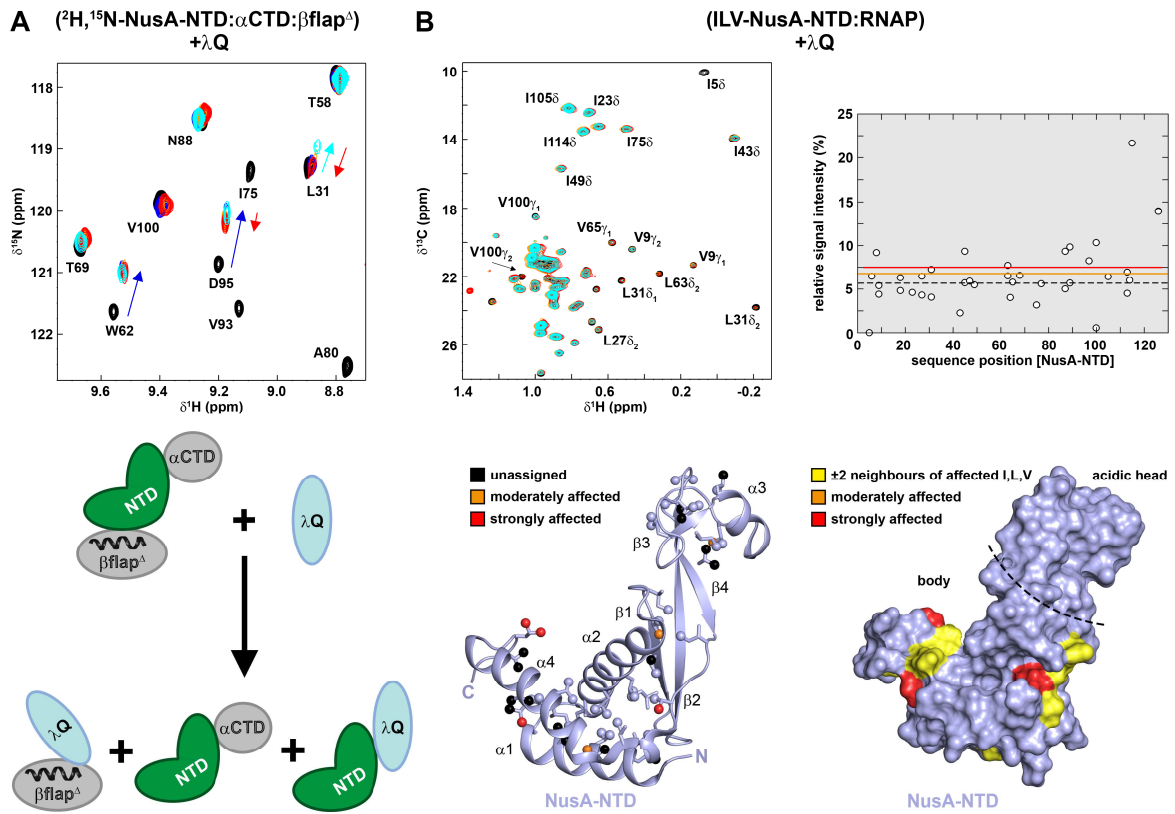 A
(²H,¹⁵N-NusA-NTD:αCTD:βflapΔ)
+λQ
118
119
120
121
122
δ¹⁵N (ppm)
9.6
9.4
9.2
9.0
8.8
δ¹H (ppm)
T58
N88
I75
L31
V100
T69
D95
W62
V93
A80
αCTD
NTD
βflapΔ
+
λQ
λQ
βflapΔ
+
αCTD
NTD
+
λQ
NTD
B
(ILV-NusA-NTD:RNAP)
+λQ
10
14
18
22
26
δ¹³C (ppm)
1.4
1.0
0.6
0.2
-0.2
δ¹H (ppm)
I5δ
I105δ
I23δ
I114δ
I75δ
I43δ
I49δ
V100γ₁
V65γ₁
V9γ₂
V100γ₂
V9γ₁
L63δ₂
L31δ₁
L31δ₂
L27δ₂
relative signal intensity (%)
25
20
15
10
5
0
0
20
40
60
80
100
120
sequence position [NusA-NTD]
unassigned
moderately affected
strongly affected
α3
β3
β4
β1
α2
α4
C
β2
α1
N
NusA-NTD
±2 neighbours of affected I,L,V
moderately affected
strongly affected
acidic head
body
NusA-NTD